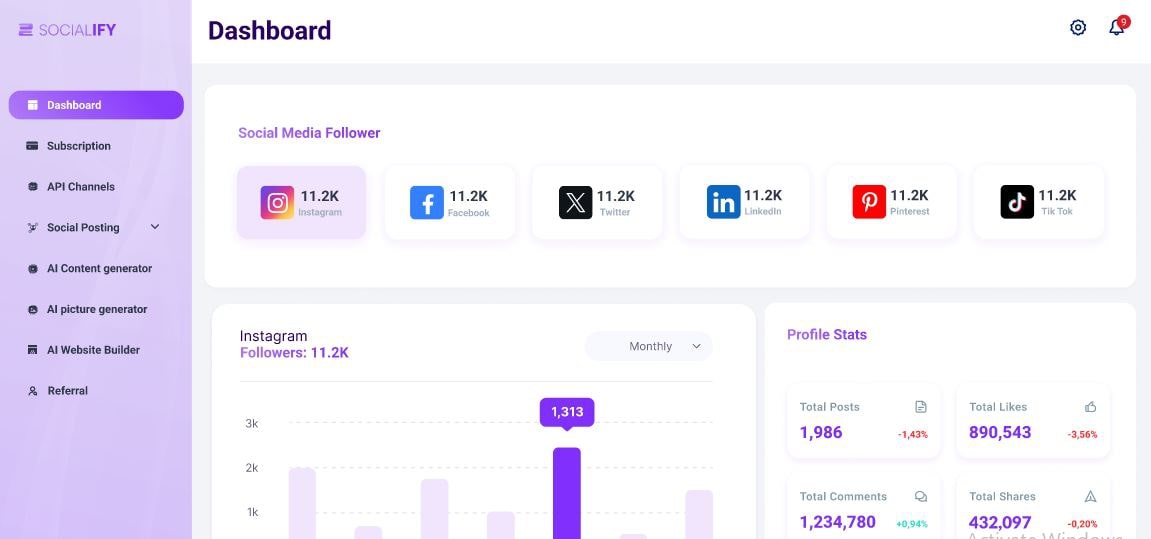 SOCIALIFY
Dashboard
9
Dashboard
Subscription
API Channels
Social Posting
AI Content generator
AI picture generator
AI Website Builder
Referral
Social Media Follower
11.2K
Instagram
11.2K
Facebook
11.2K
Twitter
11.2K
LinkedIn
11.2K
Pinterest
11.2K
Tik Tok
Instagram
Followers: 11.2K
Monthly
1,313
3k
2k
1k
Profile Stats
Total Posts
1,986 -1,43%
Total Likes
890,543 -3,56%
Total Comments
1,234,780 +0,94%
Total Shares
432,097 -0,20%
Activate Windows